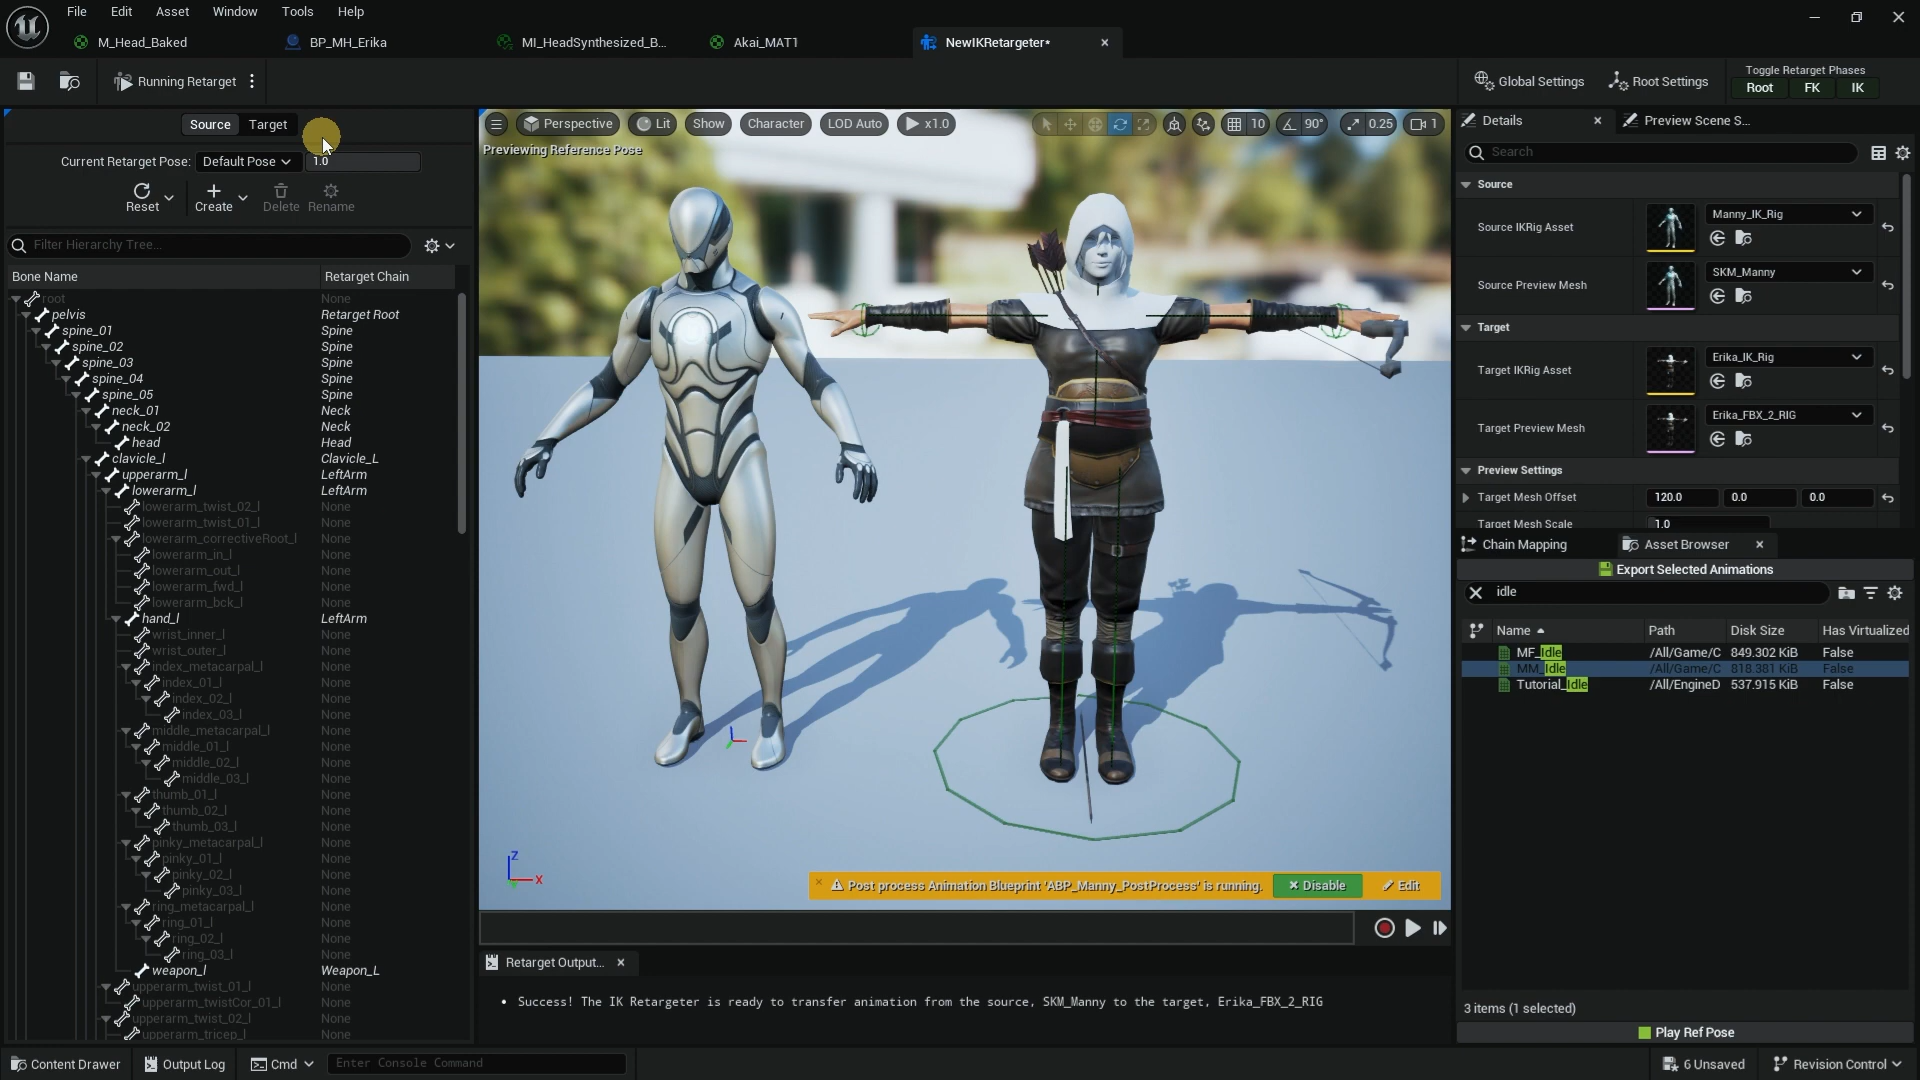 File Edit Asset Window Tools Help
M_Head_Baked BP_MH_Erika MI_HeadSynthesized_B... Akai_MAT1 NewIKRetargeter*
Running Retarget Global Settings Root Settings Toggle Retarget Phases
Root FK IK
Source Target
Current Retarget Pose: Default Pose 1.0
Reset Create Delete Rename
Filter Hierarchy Tree...
Bone Name Retarget Chain
root None
pelvis Retarget Root
spine_01 Spine
spine_02 Spine
spine_03 Spine
spine_04 Spine
spine_05 Spine
neck_01 Neck
neck_02 Neck
head Head
clavicle_l Clavicle_L
upperarm_l LeftArm
lowerarm_l LeftArm
lowerarm_twist_02_l None
lowerarm_twist_01_l None
lowerarm_correctiveRoot_l None
lowerarm_in_l None
lowerarm_out_l None
lowerarm_fwd_l None
lowerarm_bck_l None
hand_l LeftArm
wrist_inner_l None
wrist_outer_l None
index_metacarpal_l None
index_01_l None
index_02_l None
index_03_l None
middle_metacarpal_l None
middle_01_l None
middle_02_l None
middle_03_l None
thumb_01_l None
thumb_02_l None
thumb_03_l None
pinky_metacarpal_l None
pinky_01_l None
pinky_02_l None
pinky_03_l None
ring_metacarpal_l None
ring_01_l None
ring_02_l None
ring_03_l None
weapon_l Weapon_L
upperarm_twist_01_l None
upperarm_twistCor_01_l None
upperarm_twist_02_l None
upperarm_tricep_l None
Perspective Lit Show Character LOD Auto x1.0 10 90° 0.25 1
Previewing Reference Pose
Z
X
Post process Animation Blueprint 'ABP_Manny_PostProcess' is running. Disable Edit
Retarget Output...
• Success! The IK Retargeter is ready to transfer animation from the source, SKM_Manny to the target, Erika_FBX_2_RIG
Details Preview Scene S...
Search
Source
Source IKRig Asset Manny_IK_Rig
Source Preview Mesh SKM_Manny
Target
Target IKRig Asset Erika_IK_Rig
Target Preview Mesh Erika_FBX_2_RIG
Preview Settings
Target Mesh Offset 120.0 0.0 0.0
Target Mesh Scale 1.0
Chain Mapping Asset Browser
Export Selected Animations
idle
Name Path Disk Size Has Virtualized
MF_Idle /All/Game/C 849.302 KiB False
MM_Idle /All/Game/C 818.381 KiB False
Tutorial_Idle /All/EngineD 537.915 KiB False
3 items (1 selected)
Play Ref Pose
Content Drawer Output Log Cmd Enter Console Command 6 Unsaved Revision Control